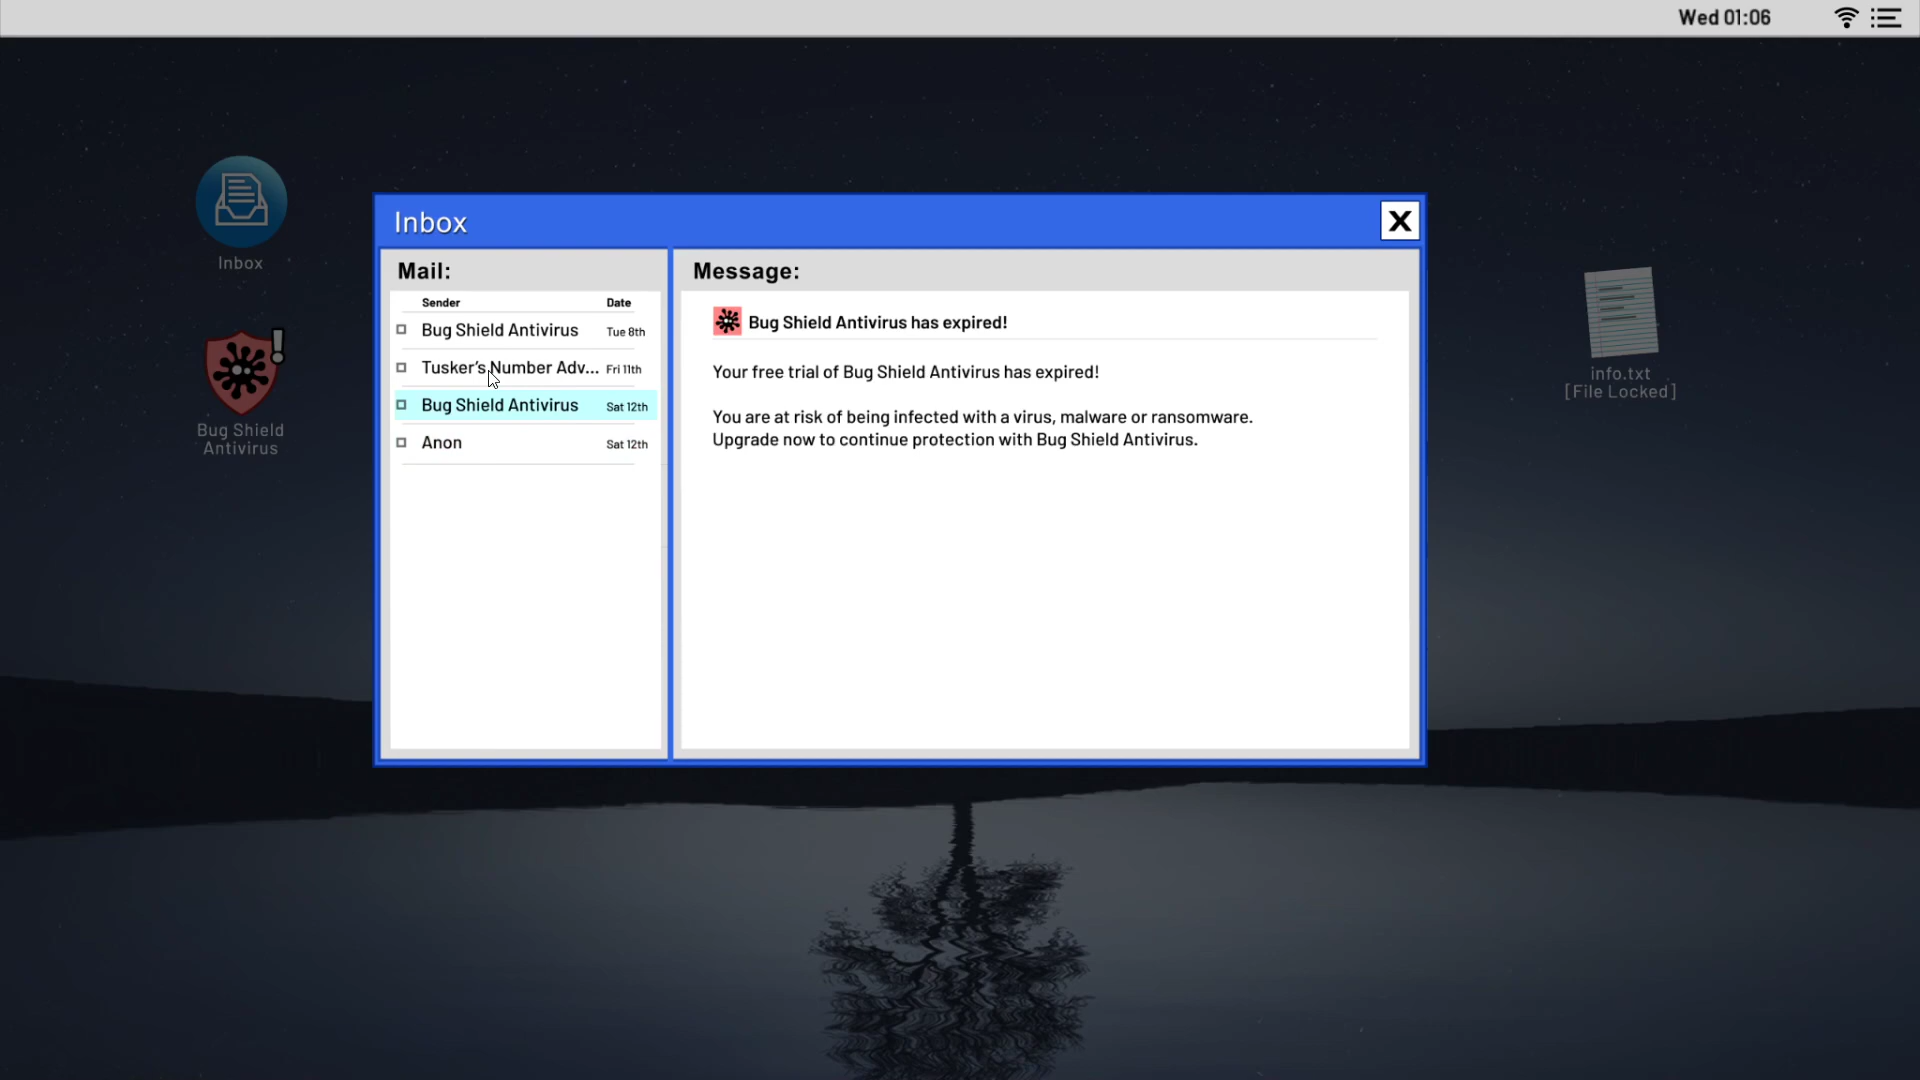 Wed 01:06
Inbox
Bug Shield
Antivirus
Inbox
X
Mail:
Sender Date
Bug Shield Antivirus Tue 8th
Tusker's Number Adv... Fri 11th
Bug Shield Antivirus Sat 12th
Anon Sat 12th
Message:
Bug Shield Antivirus has expired!
Your free trial of Bug Shield Antivirus has expired!
You are at risk of being infected with a virus, malware or ransomware.
Upgrade now to continue protection with Bug Shield Antivirus.
info.txt
[File Locked]